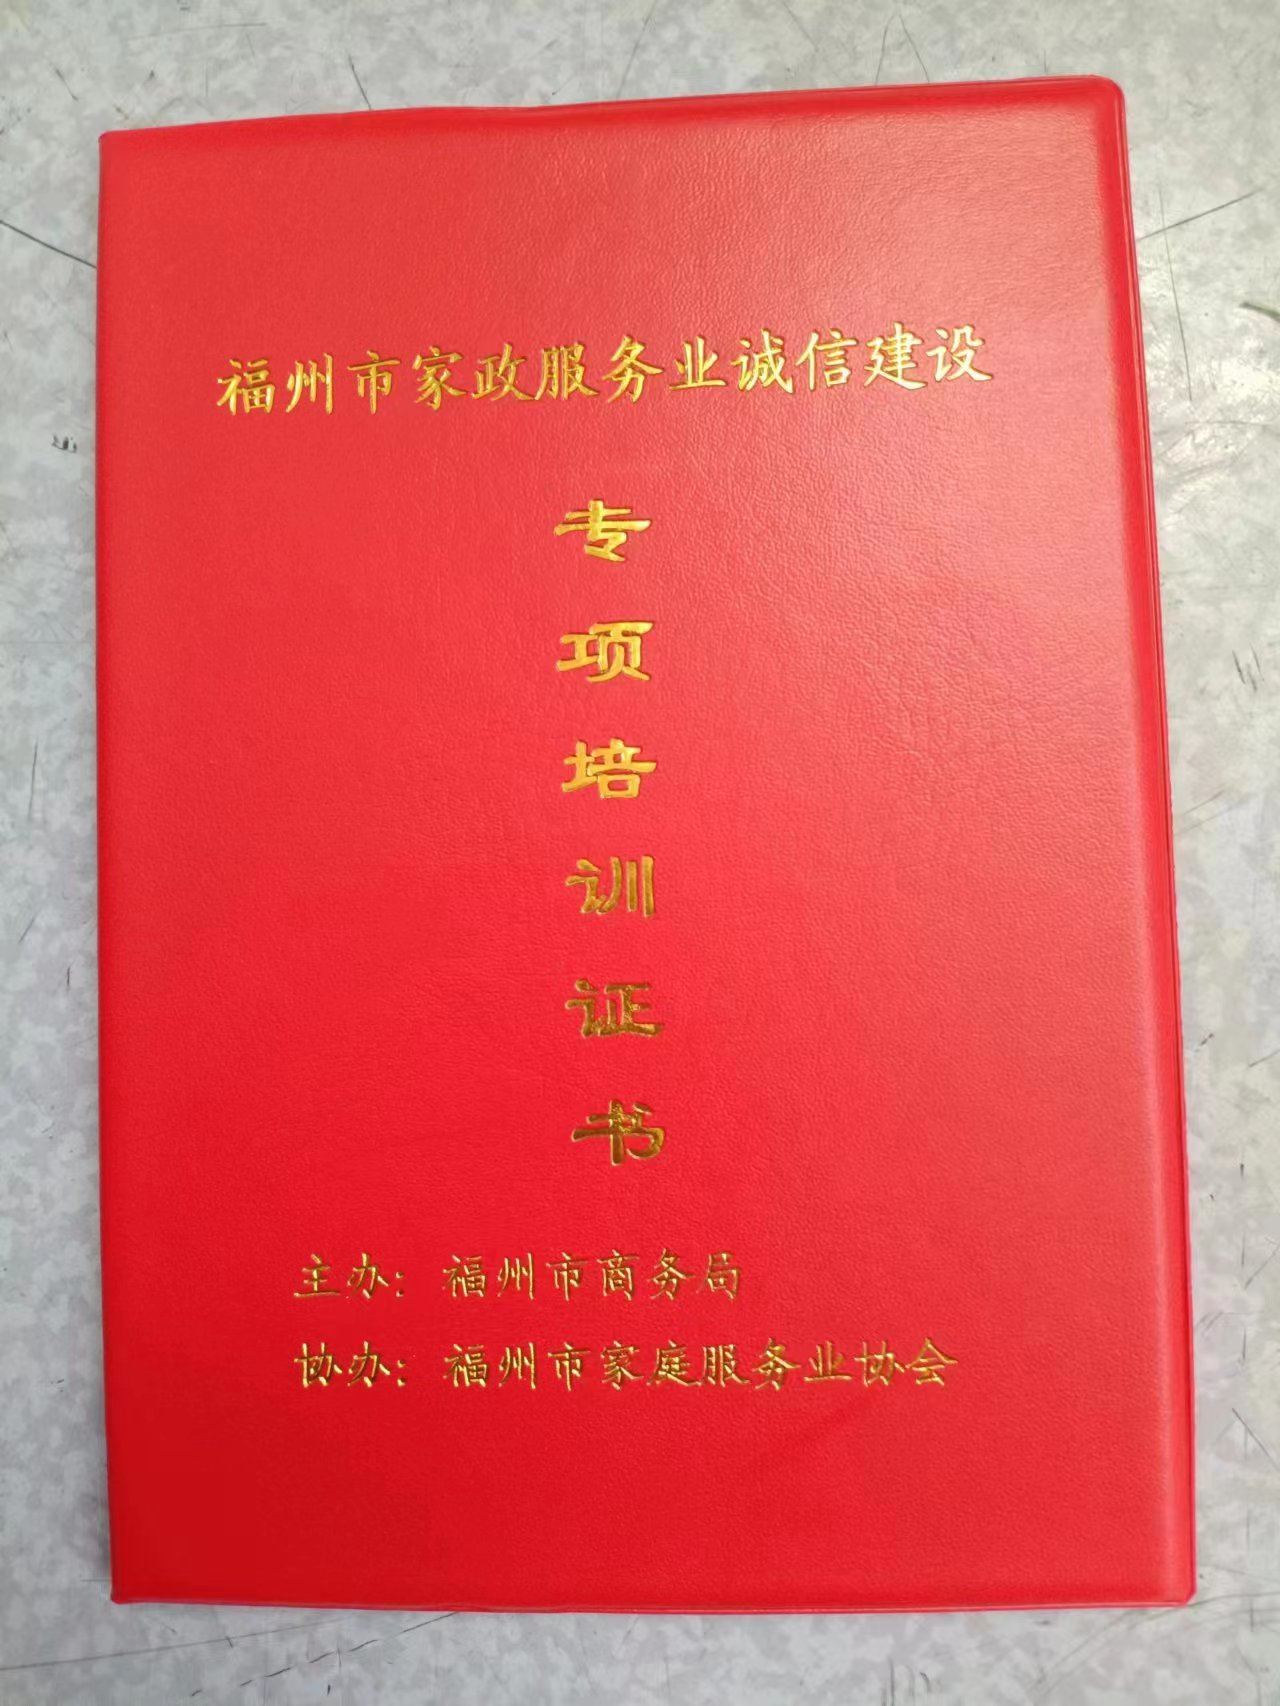 福州市家政服务业诚信建设
专项培训证书
主办：福州市商务局
协办：福州市家庭服务业协会